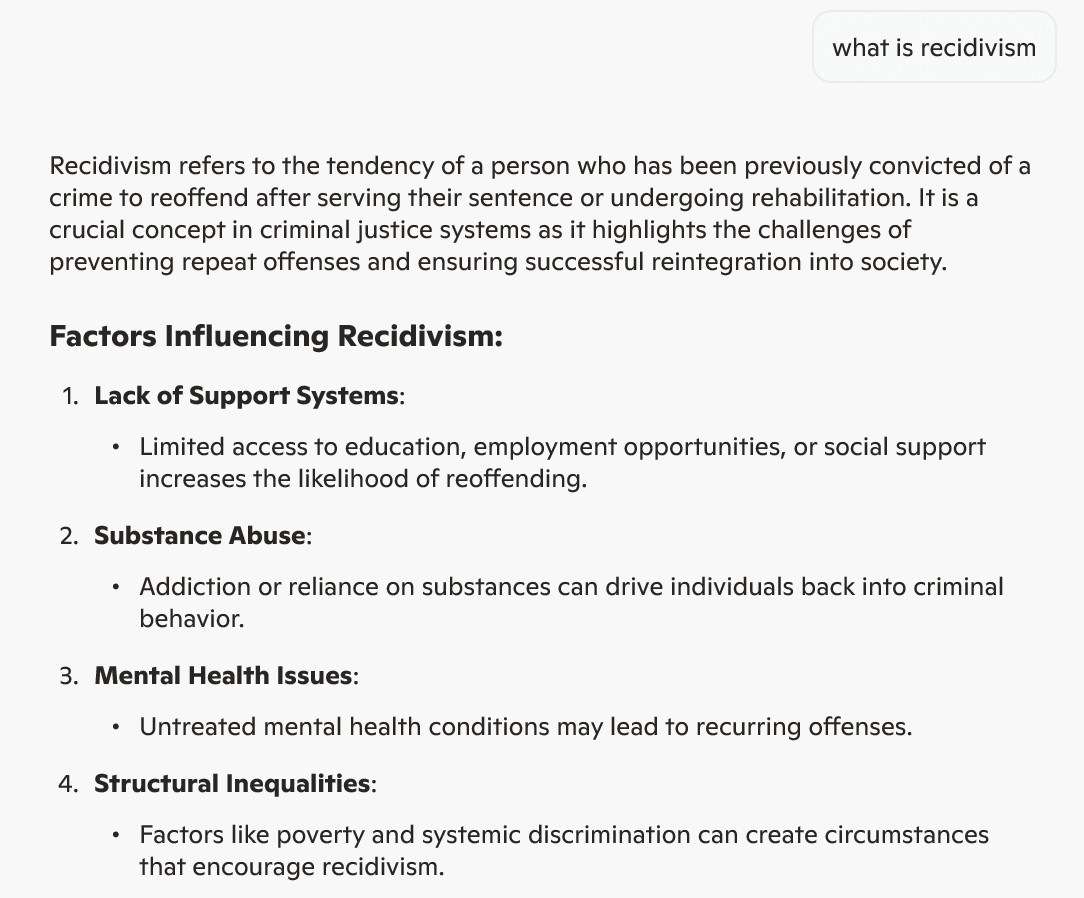 what is recidivism
Recidivism refers to the tendency of a person who has been previously convicted of a
crime to reoffend after serving their sentence or undergoing rehabilitation. It is a
crucial concept in criminal justice systems as it highlights the challenges of
preventing repeat offenses and ensuring successful reintegration into society.
Factors Influencing Recidivism:
1. Lack of Support Systems:
• Limited access to education, employment opportunities, or social support
increases the likelihood of reoffending.
2. Substance Abuse:
• Addiction or reliance on substances can drive individuals back into criminal
behavior.
3. Mental Health Issues:
• Untreated mental health conditions may lead to recurring offenses.
4. Structural Inequalities:
• Factors like poverty and systemic discrimination can create circumstances
that encourage recidivism.